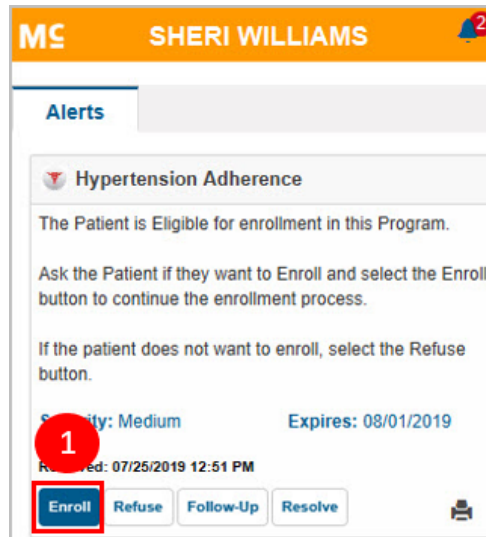 MC SHERI WILLIAMS 2
Alerts
Hypertension Adherence
The Patient is Eligible for enrollment in this Program.
Ask the Patient if they want to Enroll and select the Enroll
button to continue the enrollment process.
If the patient does not want to enroll, select the Refuse
button.
Medium Expires: 08/01/2019
1
07/25/2019 12:51 PM
Enroll Refuse Follow-Up Resolve